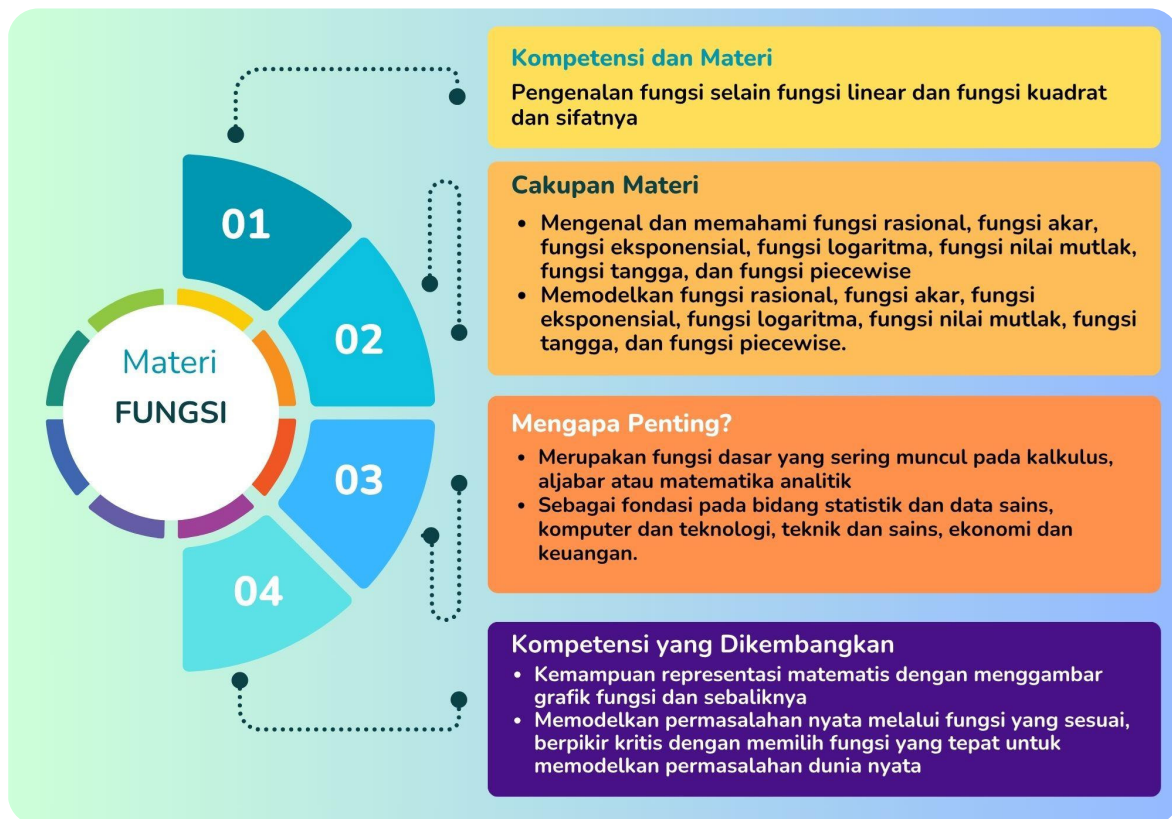 Materi
FUNGSI
01
02
03
04
Kompetensi dan Materi
Pengenalan fungsi selain fungsi linear dan fungsi kuadrat
dan sifatnya
Cakupan Materi
• Mengenal dan memahami fungsi rasional, fungsi akar,
fungsi eksponensial, fungsi logaritma, fungsi nilai mutlak,
fungsi tangga, dan fungsi piecewise
• Memodelkan fungsi rasional, fungsi akar, fungsi
eksponensial, fungsi logaritma, fungsi nilai mutlak, fungsi
tangga, dan fungsi piecewise.
Mengapa Penting?
• Merupakan fungsi dasar yang sering muncul pada kalkulus,
aljabar atau matematika analitik
• Sebagai fondasi pada bidang statistik dan data sains,
komputer dan teknologi, teknik dan sains, ekonomi dan
keuangan.
Kompetensi yang Dikembangkan
• Kemampuan representasi matematis dengan menggambar
grafik fungsi dan sebaliknya
• Memodelkan permasalahan nyata melalui fungsi yang sesuai,
berpikir kritis dengan memilih fungsi yang tepat untuk
memodelkan permasalahan dunia nyata